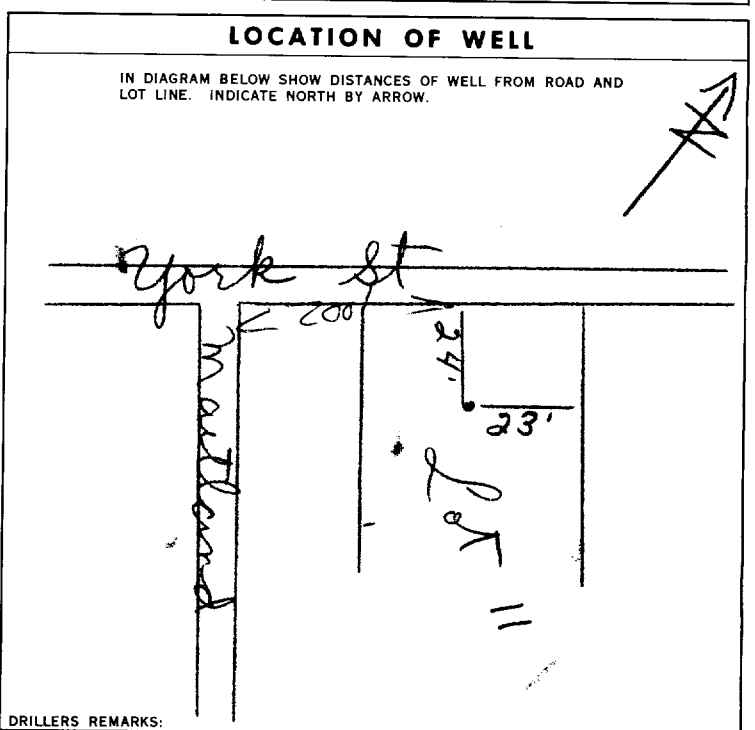 LOCATION OF WELL
IN DIAGRAM BELOW SHOW DISTANCES OF WELL FROM ROAD AND
LOT LINE. INDICATE NORTH BY ARROW.
N
York St
200'
24'
23'
Maitland
Lot 11
DRILLERS REMARKS: